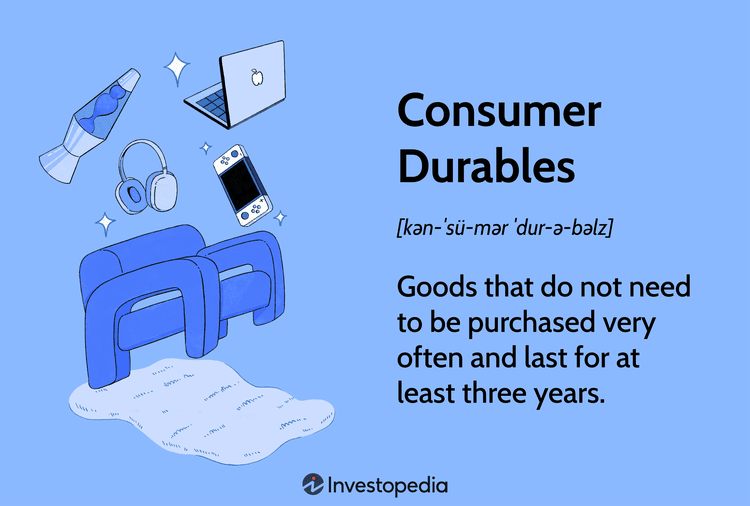 Consumer
Durables
[kən-ˈsü-mər ˈdur-ə-bəlz]
Goods that do not need
to be purchased very
often and last for at
least three years.
Investopedia